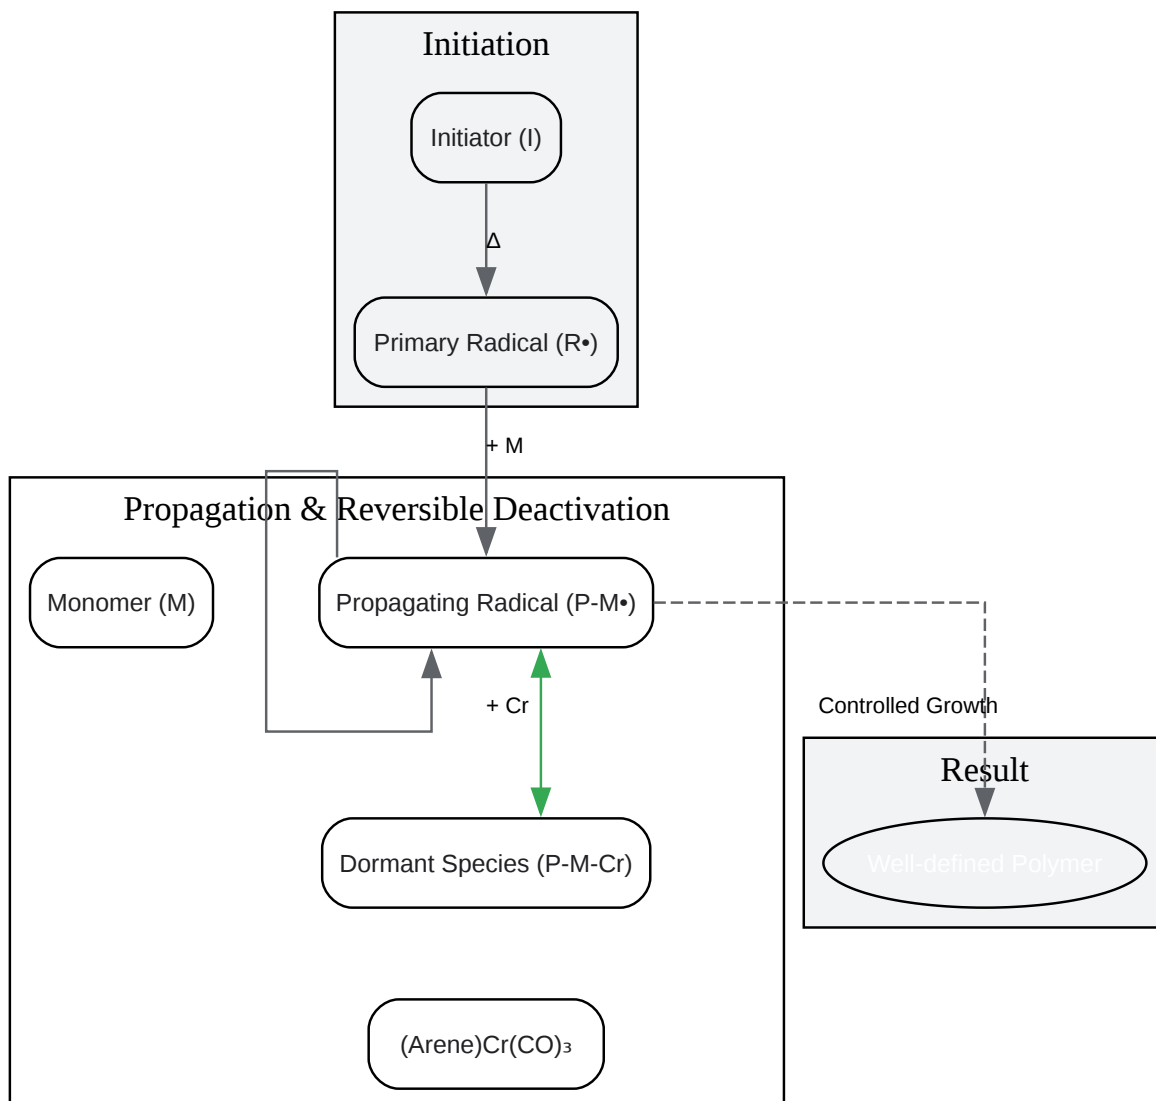 Initiation
Initiator (I)
Δ
Primary Radical (R•)
+ M
Propagation & Reversible Deactivation
Monomer (M)
Propagating Radical (P-M•)
+ Cr
Controlled Growth
Result
Dormant Species (P-M-Cr)
Well-defined Polymer
(Arene)Cr(CO)₃